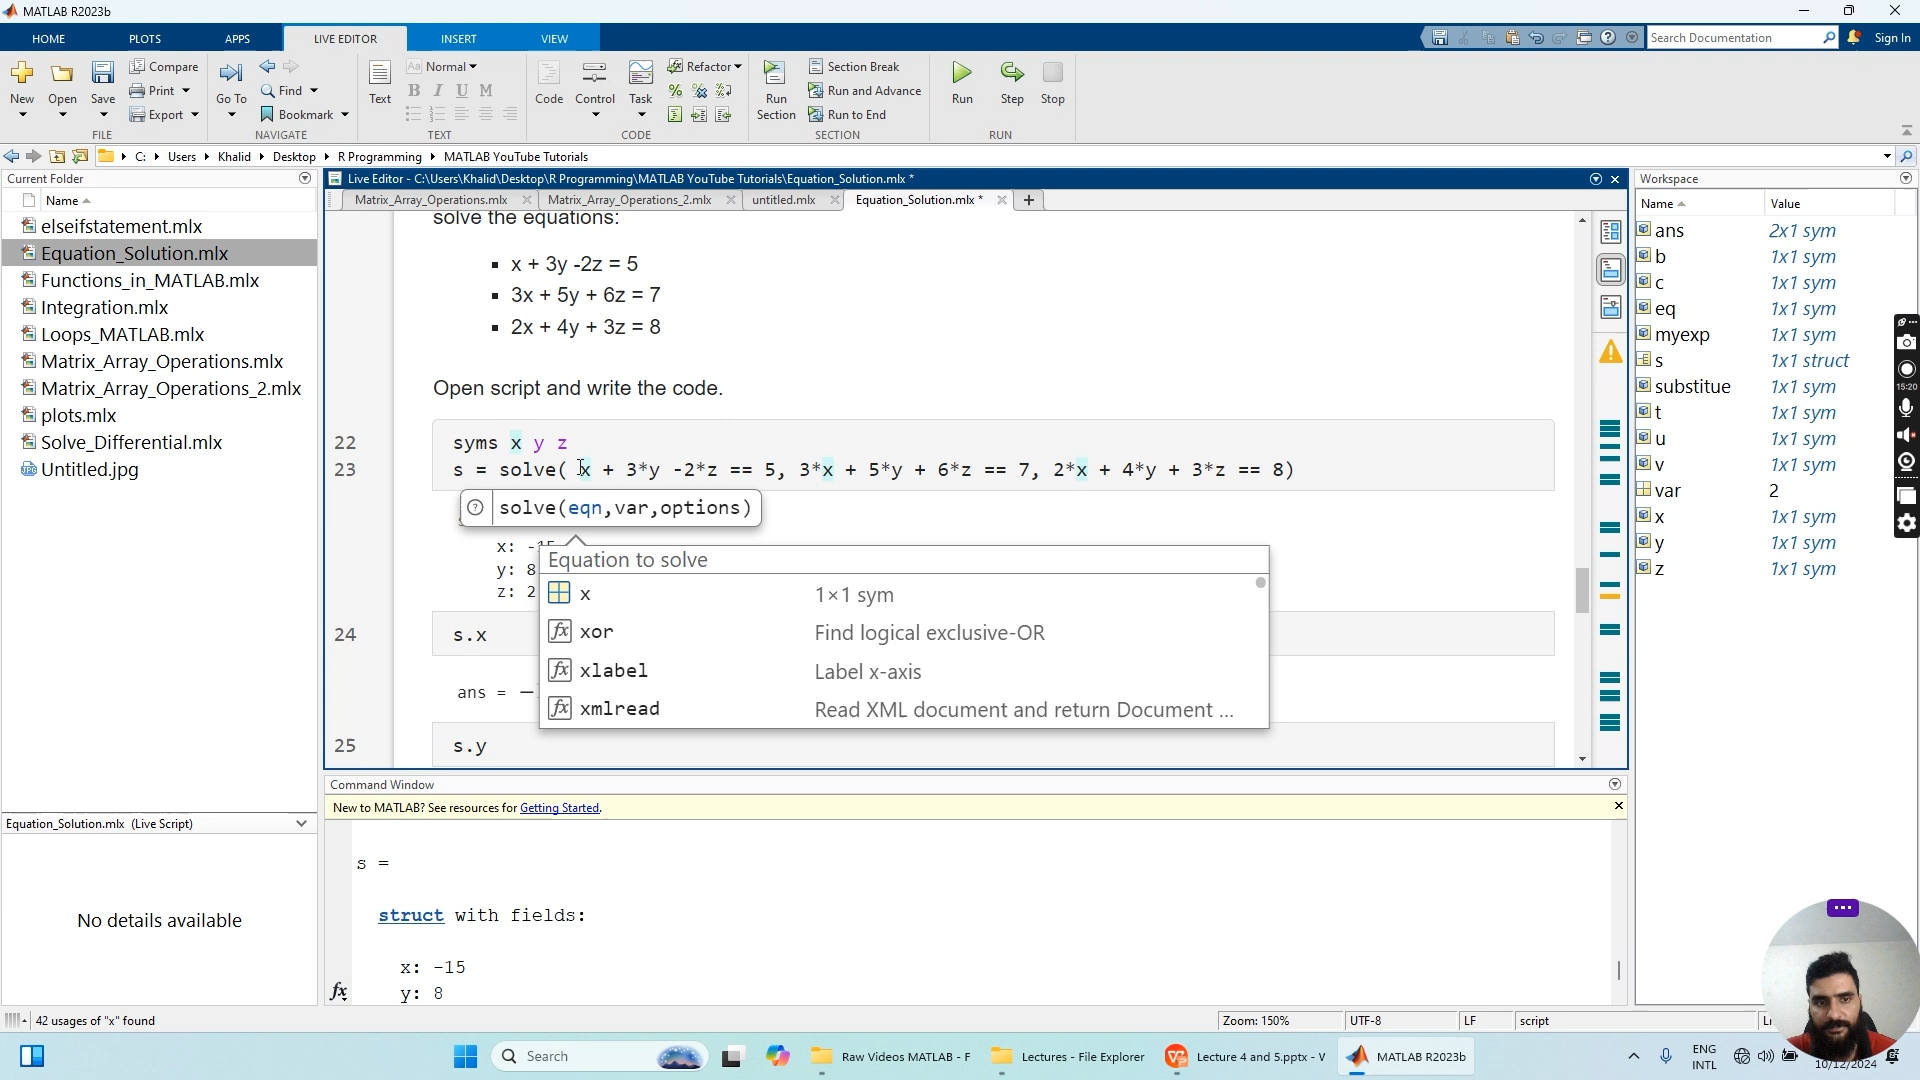 MATLAB R2023b
HOME PLOTS APPS LIVE EDITOR INSERT VIEW Search Documentation Sign In
New Open Save Compare Print Export Go To Find Bookmark Text Normal B I U M Code Control Task Refactor Run Section Section Break Run and Advance Run to End Run Step Stop
FILE NAVIGATE TEXT CODE SECTION RUN
C: Users Khalid Desktop R Programming MATLAB YouTube Tutorials
Current Folder
Name
elseifstatement.mlx
Equation_Solution.mlx
Functions_in_MATLAB.mlx
Integration.mlx
Loops_MATLAB.mlx
Matrix_Array_Operations.mlx
Matrix_Array_Operations_2.mlx
plots.mlx
Solve_Differential.mlx
Untitled.jpg
Equation_Solution.mlx (Live Script)
No details available
Live Editor - C:\Users\Khalid\Desktop\R Programming\MATLAB YouTube Tutorials\Equation_Solution.mlx *
Matrix_Array_Operations.mlx Matrix_Array_Operations_2.mlx untitled.mlx Equation_Solution.mlx *
solve the equations:
x + 3y -2z = 5
3x + 5y + 6z = 7
2x + 4y + 3z = 8
Open script and write the code.
22 syms x y z
23 s = solve( x + 3*y -2*z == 5, 3*x + 5*y + 6*z == 7, 2*x + 4*y + 3*z == 8)
solve(eqn,var,options)
x: -15
y: 8
z: 2
Equation to solve
x 1×1 sym
xor Find logical exclusive-OR
xlabel Label x-axis
xmlread Read XML document and return Document ...
24 s.x
ans = −
25 s.y
Command Window
New to MATLAB? See resources for Getting Started.
s =
struct with fields:
x: -15
y: 8
fx
Workspace
Name Value
ans 2x1 sym
b 1x1 sym
c 1x1 sym
eq 1x1 sym
myexp 1x1 sym
s 1x1 struct
substitue 1x1 sym
t 1x1 sym
u 1x1 sym
v 1x1 sym
var 2
x 1x1 sym
y 1x1 sym
z 1x1 sym
15:20
42 usages of "x" found Zoom: 150% UTF-8 LF script
Search Raw Videos MATLAB - F Lectures - File Explorer Lecture 4 and 5.pptx - V MATLAB R2023b ENG INTL 10/12/2024